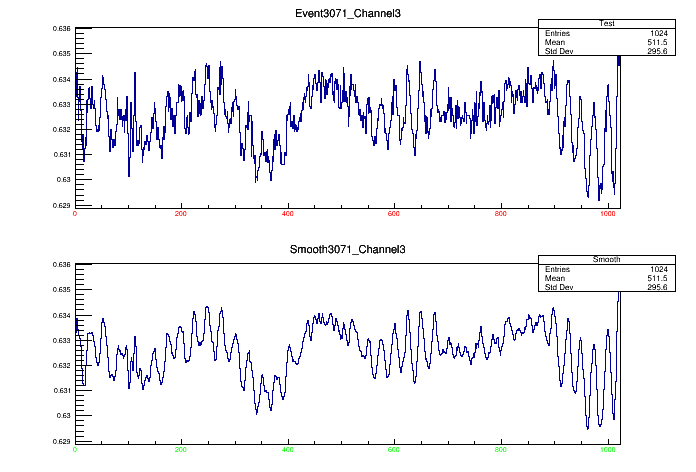 Event3071_Channel3
Test
Entries 1024
Mean 511.5
Std Dev 295.6
0.636
0.635
0.634
0.633
0.632
0.631
0.63
0.629
0 200 400 600 800 1000
Smooth3071_Channel3
Smooth
Entries 1024
Mean 511.5
Std Dev 295.6
0.636
0.635
0.634
0.633
0.632
0.631
0.63
0.629
0 200 400 600 800 1000